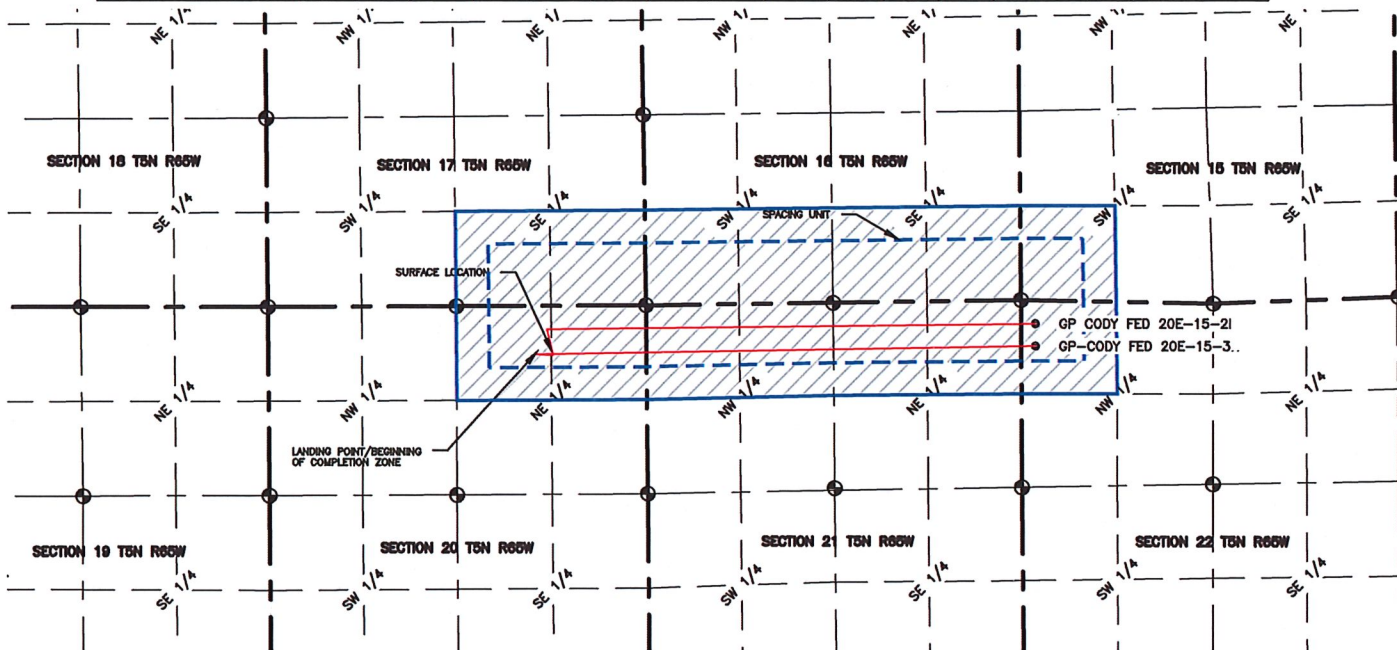 NE 1/4
NW 1/
NE 1/
NW 1/
NE 1/
NW 1/
NE 1/
SECTION 18 T5N R65W
SECTION 17 T5N R65W
SECTION 16 T5N R65W
SECTION 15 T5N R65W
SE 1/4
SW 1/4
SE 1/4
SW 1/4
SE 1/4
SW 1/4
SE 1/4
SPACING UNIT
SURFACE LOCATION
GP CODY FED 20E-15-2
GP-CODY FED 20E-15-3..
NE 1/4
NW 1/4
NE 1/4
NW 1/4
NE 1/4
NW 1/4
NE 1/4
LANDING POINT/BEGINNING
OF COMPLETION ZONE
SECTION 19 T5N R65W
SECTION 20 T5N R65W
SECTION 21 T5N R65W
SECTION 22 T5N R65W
SE 1/4
SW 1/4
SE 1/4
SW 1/4
SE 1/4
SW 1/4
SE 1/4